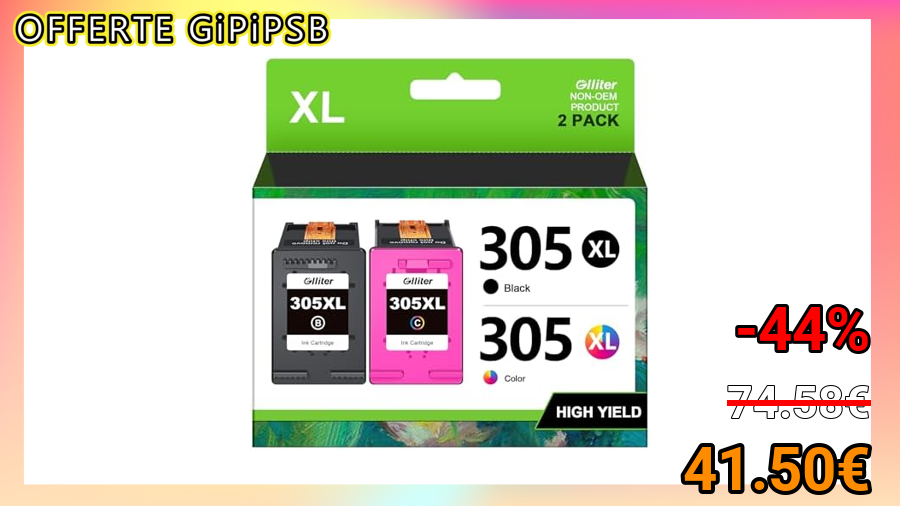 OFFERTE GiPiPSB
XL
Glliter
NON-OEM
PRODUCT
2 PACK
Glliter
305XL
B
Ink Cartridge
Glliter
305XL
C
Ink Cartridge
305 XL
Black
305 XL
Color
HIGH YIELD
-44%
74.58€
41.50€